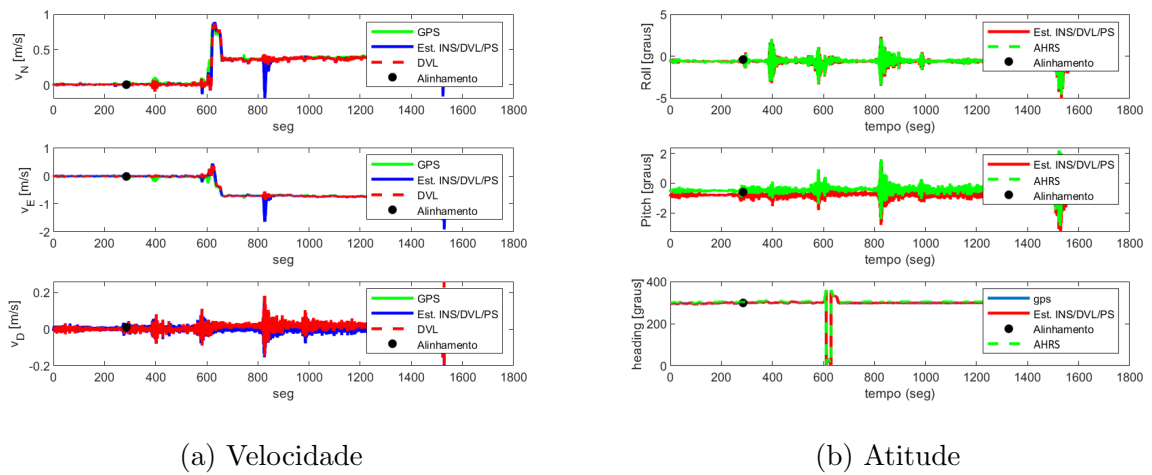 v_N [m/s]
1
0.5
0
0 200 400 600 800 1000 1200 1400 1600 1800
seg
GPS
Est. INS/DVL/PS
DVL
Alinhamento
v_E [m/s]
1
0
-1
-2
0 200 400 600 800 1000 1200 1400 1600 1800
seg
GPS
Est. INS/DVL/PS
DVL
Alinhamento
v_D [m/s]
0.2
0
-0.2
0 200 400 600 800 1000 1200 1400 1600 1800
seg
GPS
Est. INS/DVL/PS
DVL
Alinhamento
(a) Velocidade
Roll [graus]
5
0
-5
0 200 400 600 800 1000 1200 1400 1600 1800
tempo (seg)
Est. INS/DVL/PS
AHRS
Alinhamento
Pitch [graus]
2
0
-2
0 200 400 600 800 1000 1200 1400 1600 1800
tempo (seg)
Est. INS/DVL/PS
AHRS
Alinhamento
heading [graus]
400
200
0
0 200 400 600 800 1000 1200 1400 1600 1800
tempo (seg)
gps
Est. INS/DVL/PS
Alinhamento
AHRS
(b) Atitude